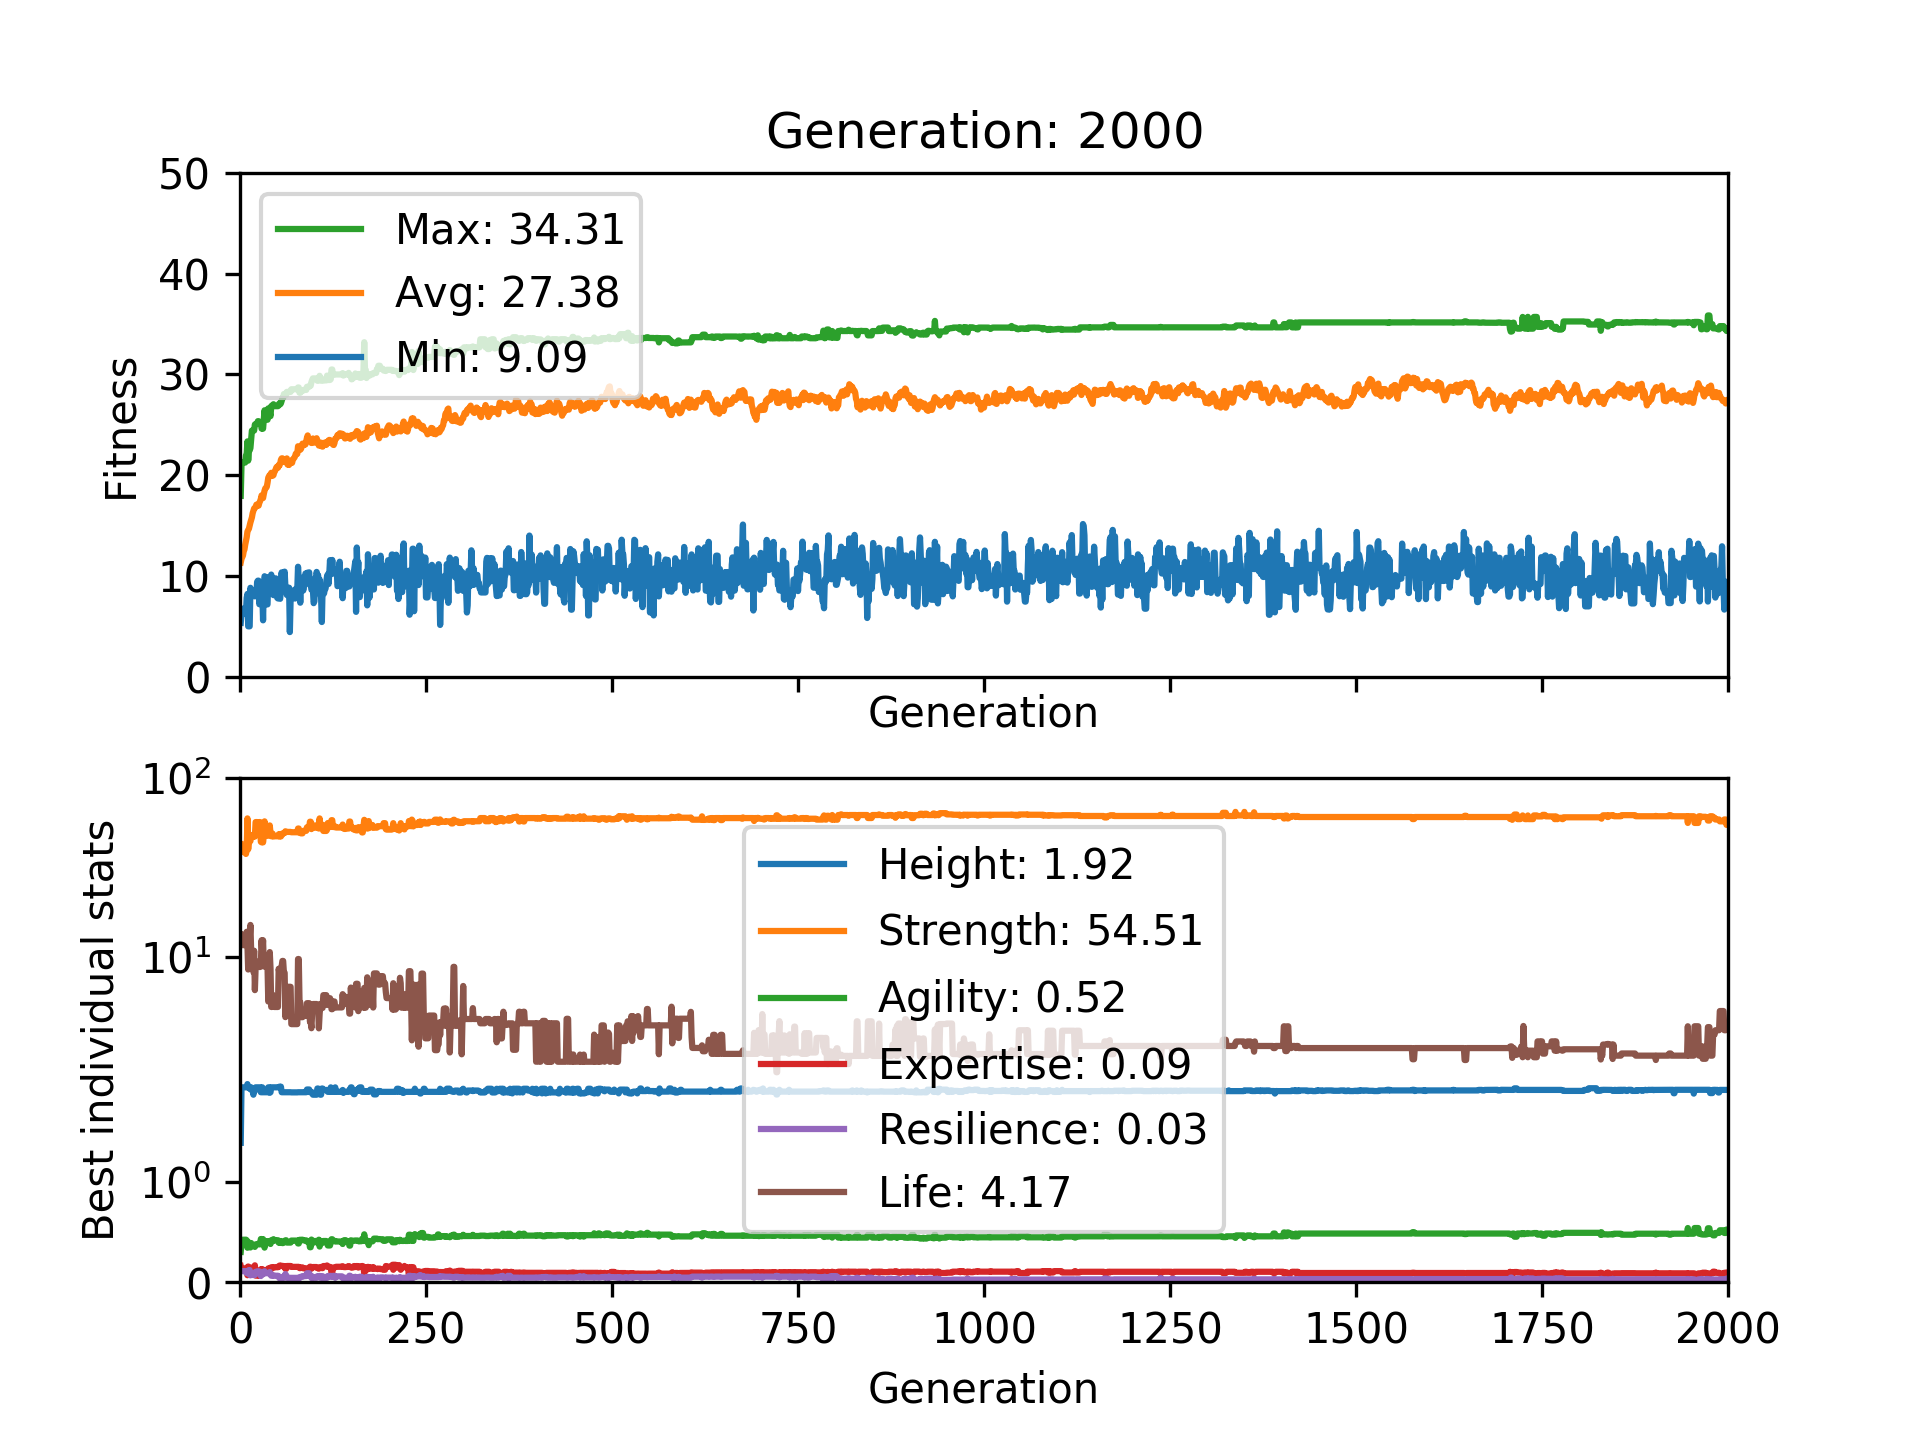 Generation: 2000
50
40
30
20
10
0
Fitness
Max: 34.31
Avg: 27.38
Min: 9.09
Generation
10²
10¹
10⁰
0
Best individual stats
Height: 1.92
Strength: 54.51
Agility: 0.52
Expertise: 0.09
Resilience: 0.03
Life: 4.17
0 250 500 750 1000 1250 1500 1750 2000
Generation